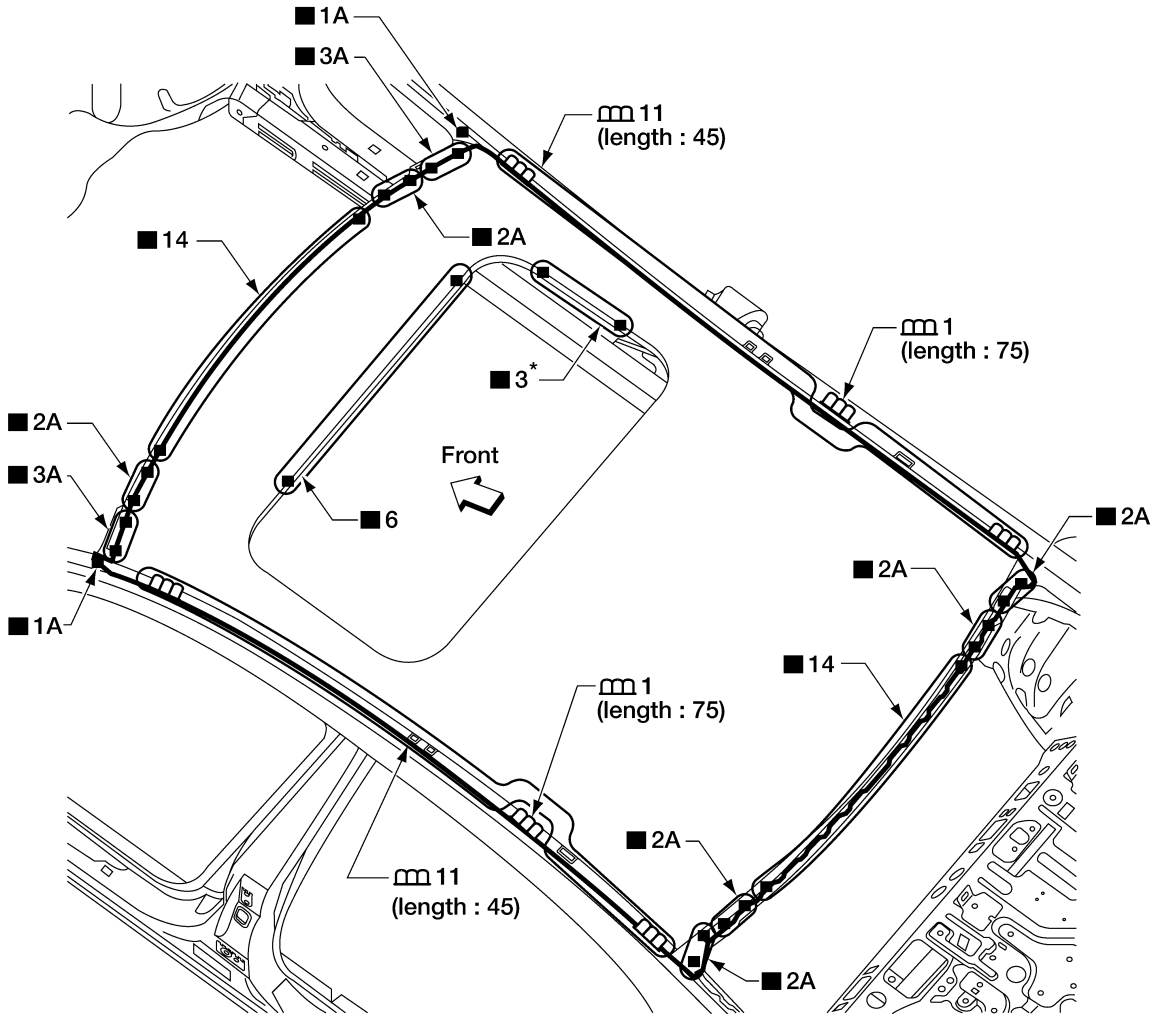 ■ 1A
■ 3A
11
(length : 45)
■ 14
■ 2A
1
(length : 75)
■ 3*
■ 2A
Front
■ 3A
■ 6
■ 2A
■ 2A
■ 1A
■ 14
1
(length : 75)
■ 2A
11
(length : 45)
■ 2A